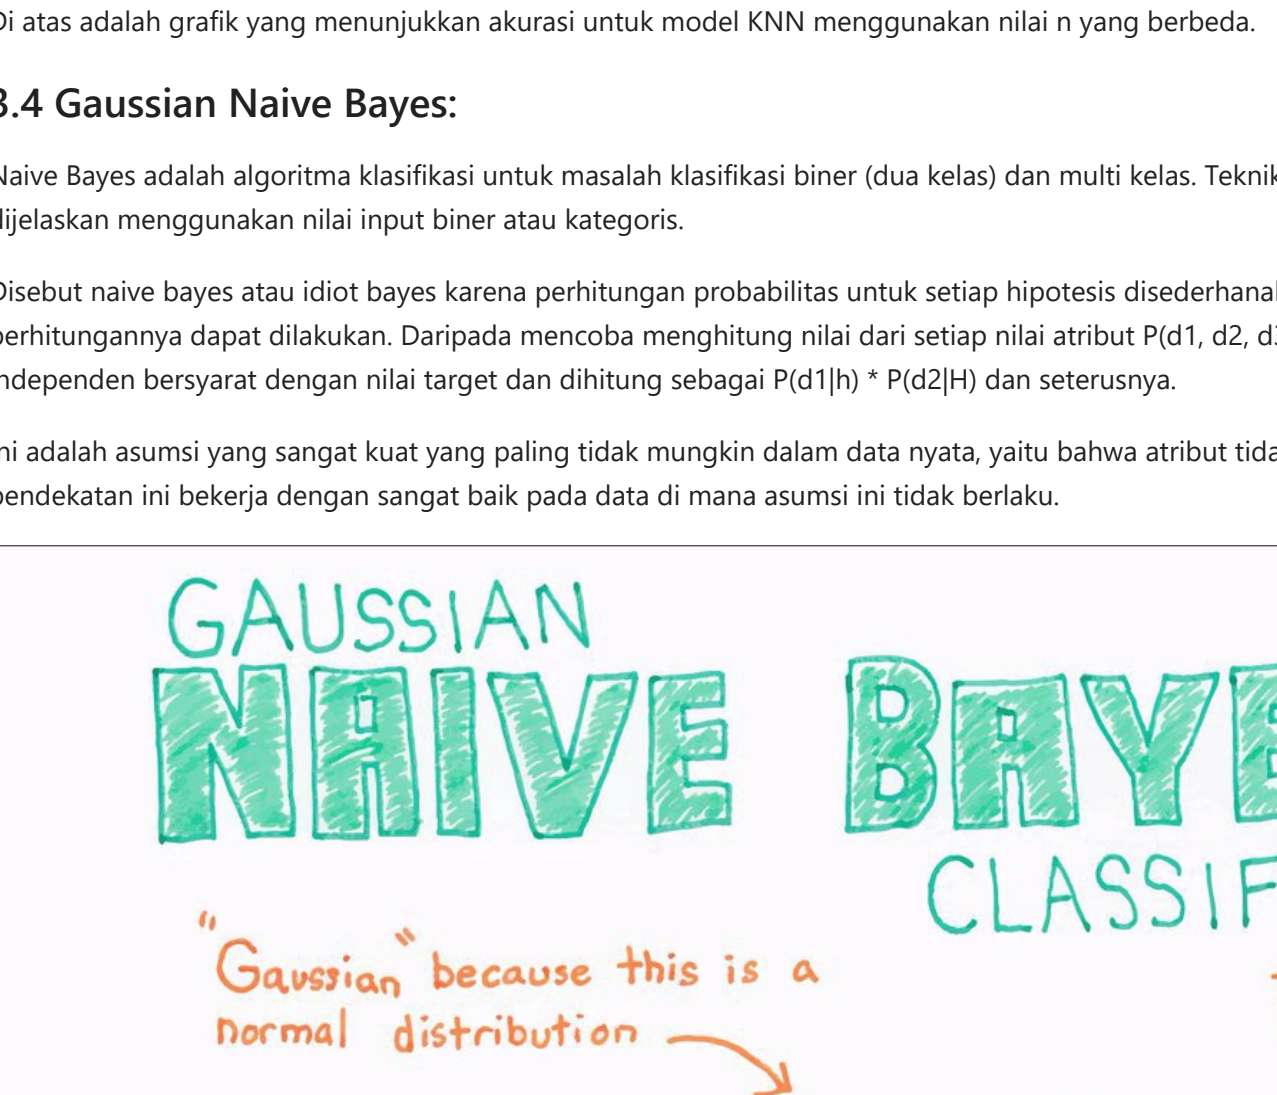 Di atas adalah grafik yang menunjukkan akurasi untuk model KNN menggunakan nilai n yang berbeda.
3.4 Gaussian Naive Bayes:
Naive Bayes adalah algoritma klasifikasi untuk masalah klasifikasi biner (dua kelas) dan multi kelas. Teknik
dijelaskan menggunakan nilai input biner atau kategoris.
Disebut naive bayes atau idiot bayes karena perhitungan probabilitas untuk setiap hipotesis disederhana
perhitungannya dapat dilakukan. Daripada mencoba menghitung nilai dari setiap nilai atribut P(d1, d2, d3
independen bersyarat dengan nilai target dan dihitung sebagai P(d1|h) * P(d2|H) dan seterusnya.
Ini adalah asumsi yang sangat kuat yang paling tidak mungkin dalam data nyata, yaitu bahwa atribut tida
pendekatan ini bekerja dengan sangat baik pada data di mana asumsi ini tidak berlaku.
GAUSSIAN
NAIVE BAYE
CLASSIF
"Gaussian" because this is a
normal distribution